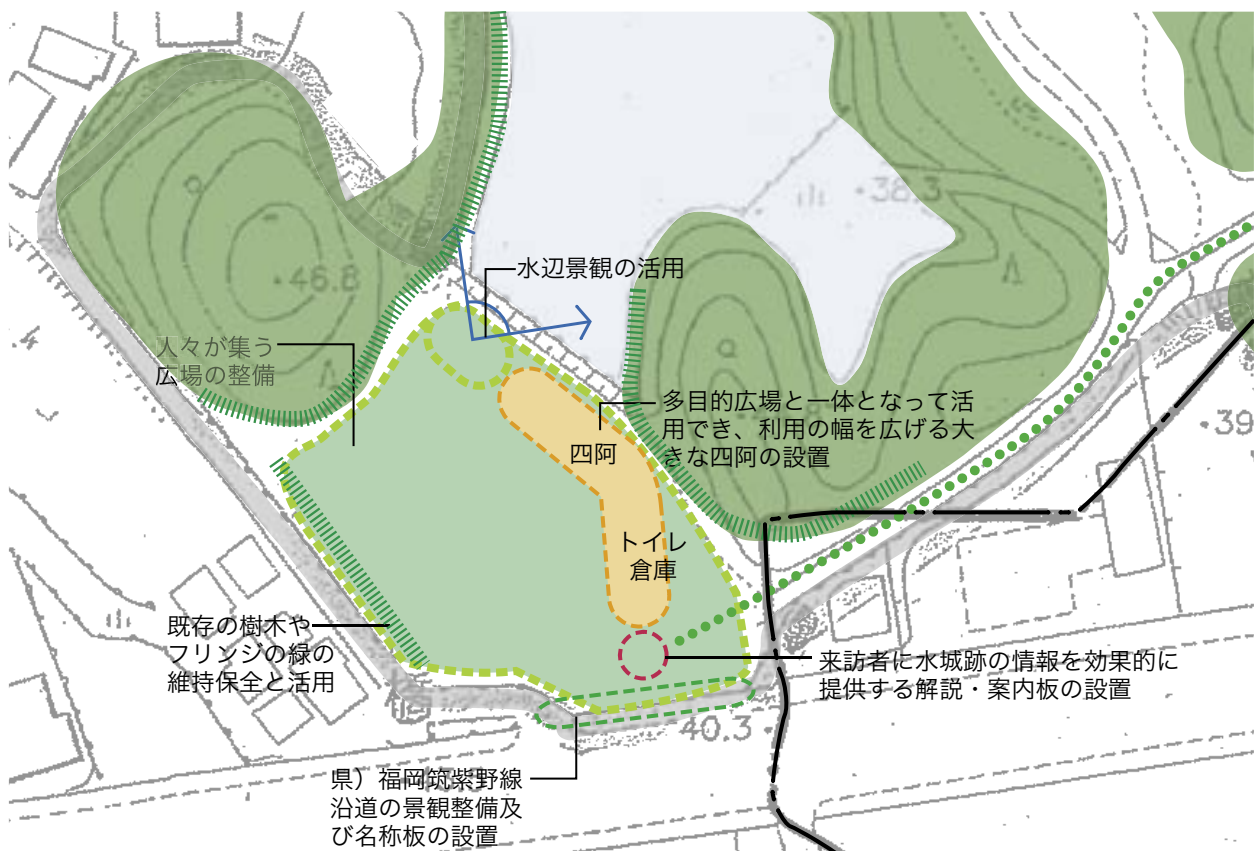 38.3
水辺景観の活用
46.8
人々が集う
広場の整備
多目的広場と一体となって活
用でき、利用の幅を広げる大
きな四阿の設置
39
四阿
トイレ
倉庫
既存の樹木や
フリンジの緑の
維持保全と活用
来訪者に水城跡の情報を効果的に
提供する解説・案内板の設置
40.3
県）福岡筑紫野線
沿道の景観整備及
び名称板の設置